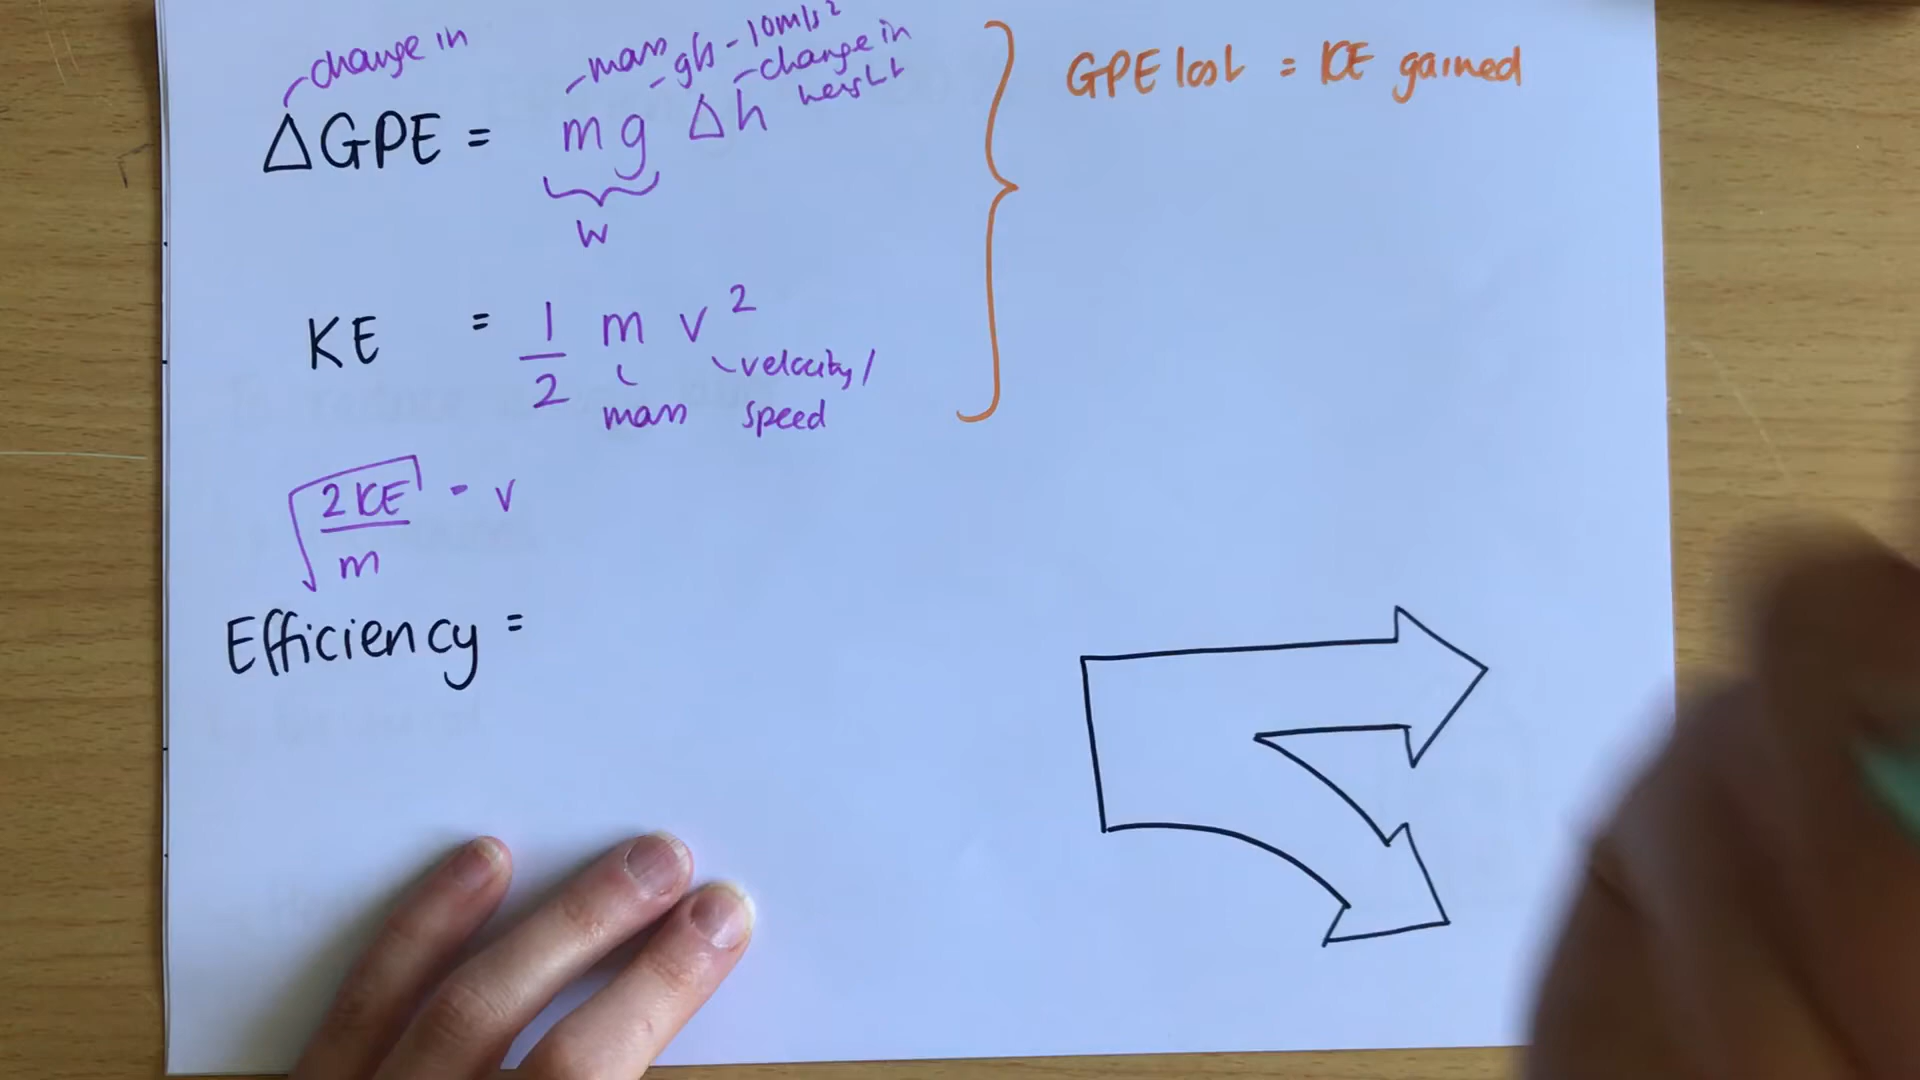 change in
mass gfs - 10m/s²
change in
height
ΔGPE = mg Δh
W
GPE lost = KE gained
KE = 1/2 m v²
mass
velocity/
speed
√2KE/m = v
Efficiency =